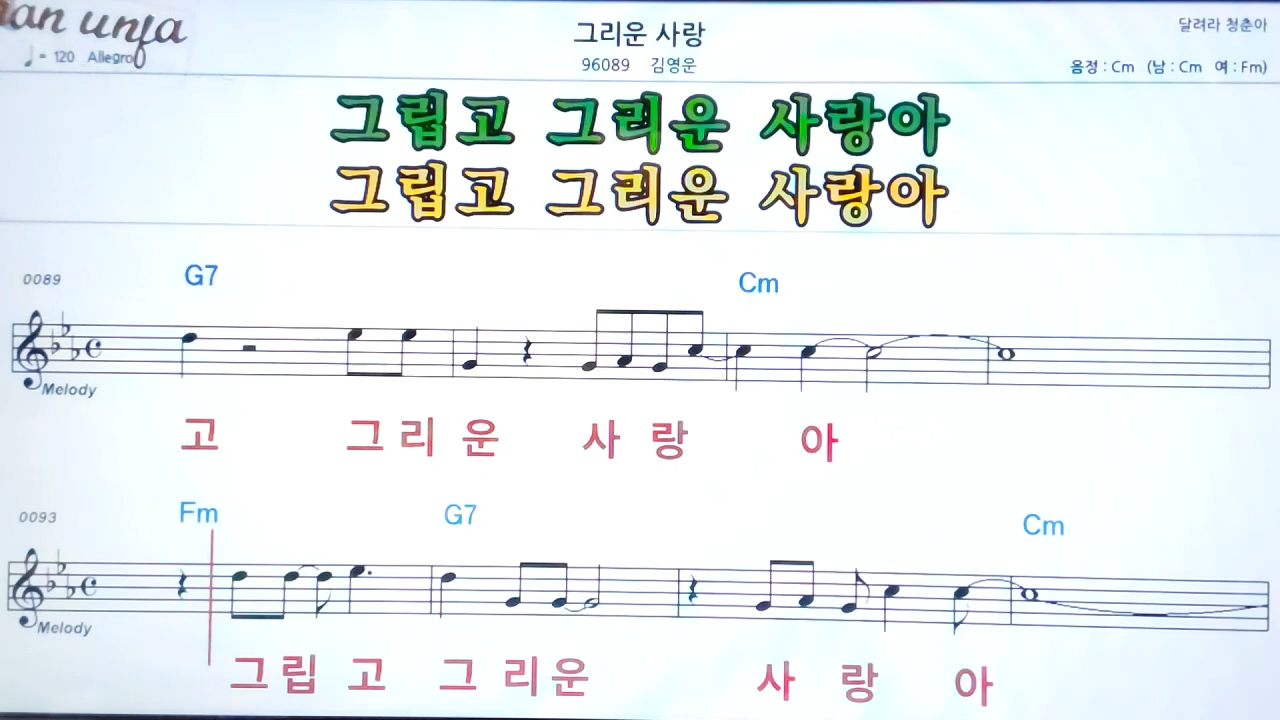 그리운 사랑
달려라 청춘아
♩= 120 Allegro
96089 김영운
음정 : Cm (남 : Cm 여 : Fm)
그립고 그리운 사랑아
그립고 그리운 사랑아
0089 G7 Cm
Melody
고 그리운 사랑 아
0093 Fm G7 Cm
Melody
그립 고 그 리운 사 랑 아